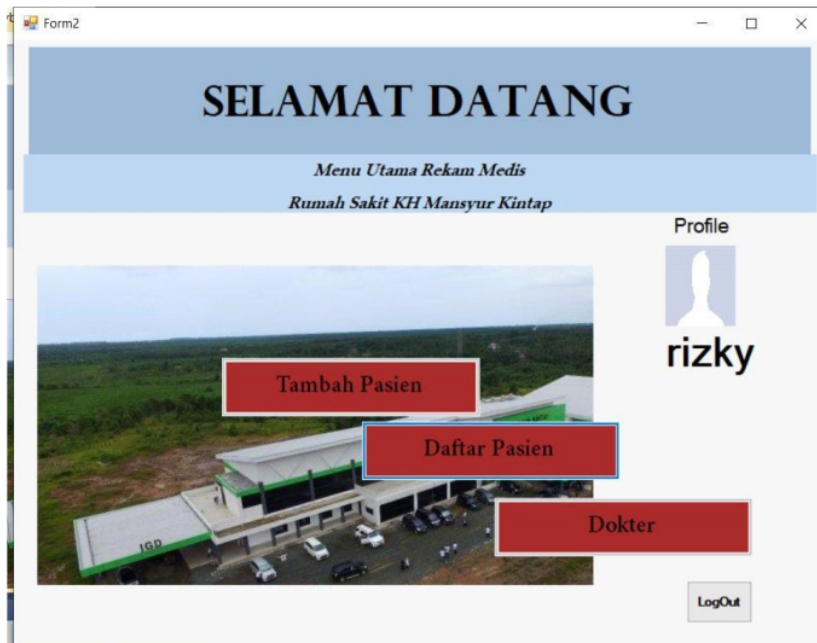 Form2
SELAMAT DATANG
Menu Utama Rekam Medis
Rumah Sakit KH Mansyur Kintap
Profile
rizky
Tambah Pasien
Daftar Pasien
Dokter
IGD
LogOut